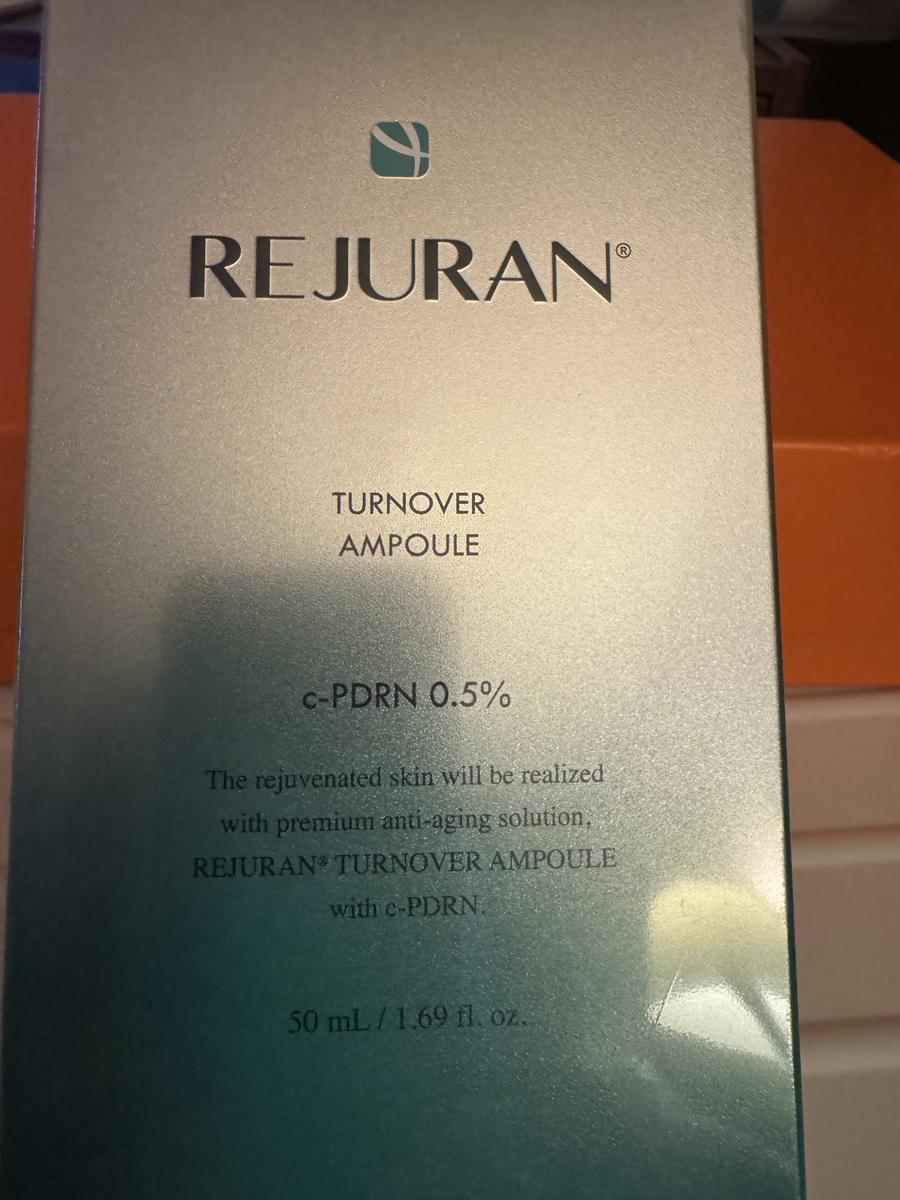 REJURAN®
TURNOVER
AMPOULE
c-PDRN 0.5%
The rejuvenated skin will be realized
with premium anti-aging solution,
REJURAN® TURNOVER AMPOULE
with c-PDRN.
50 mL / 1.69 fl. oz.